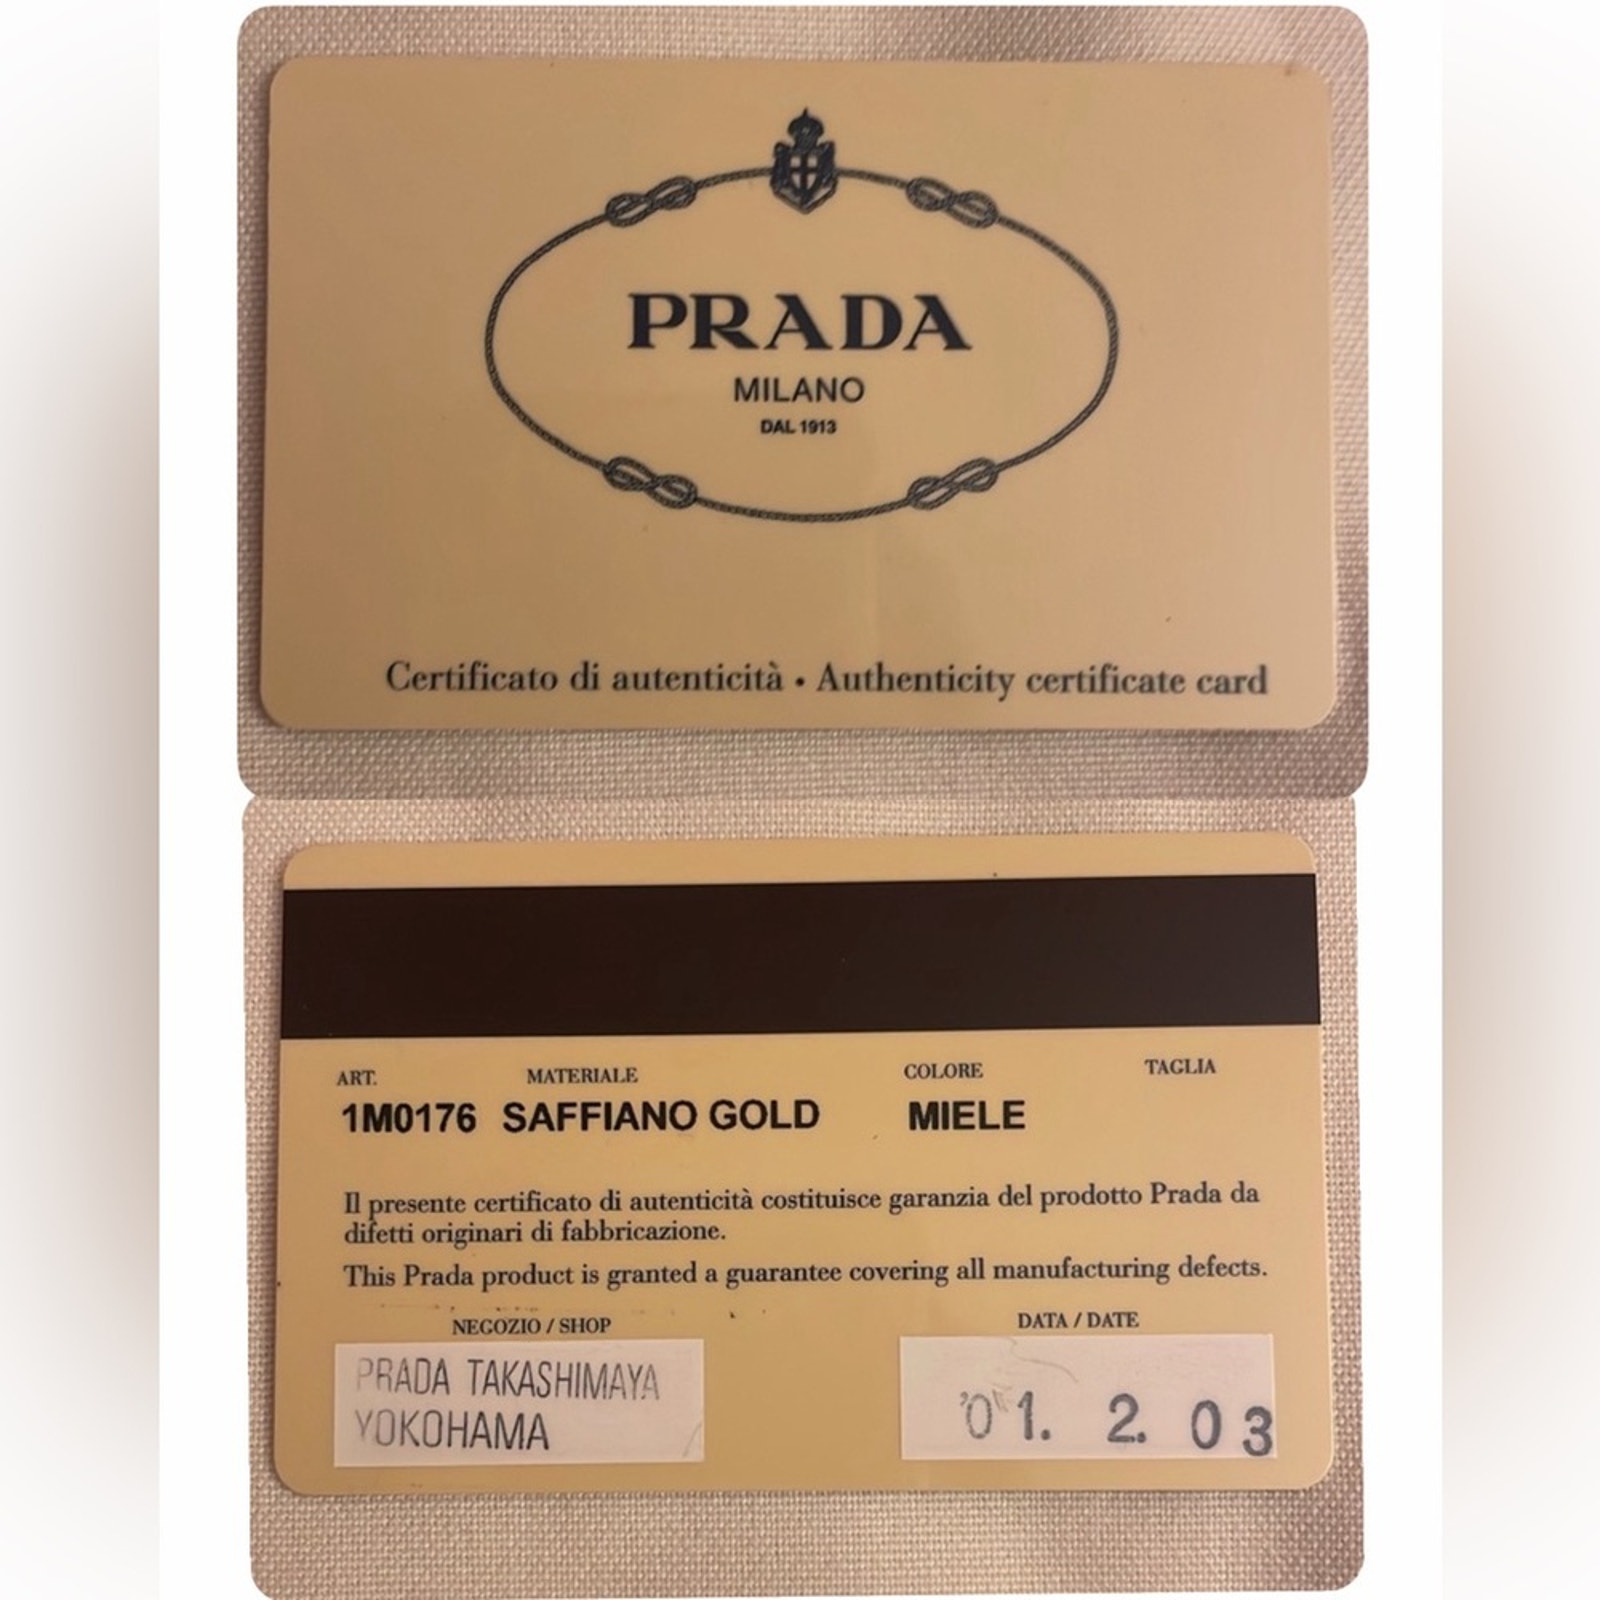 PRADA
MILANO
DAL 1913
Certificato di autenticità • Authenticity certificate card
ART. MATERIALE COLORE TAGLIA
1M0176 SAFFIANO GOLD MIELE
Il presente certificato di autenticità costituisce garanzia del prodotto Prada da
difetti originari di fabbricazione.
This Prada product is granted a guarantee covering all manufacturing defects.
NEGOZIO / SHOP DATA / DATE
PRADA TAKASHIMAYA
YOKOHAMA
'01. 2. 03